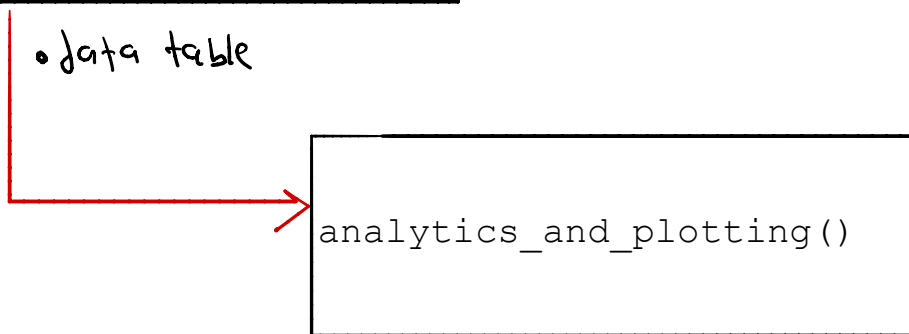 • data table
analytics_and_plotting()